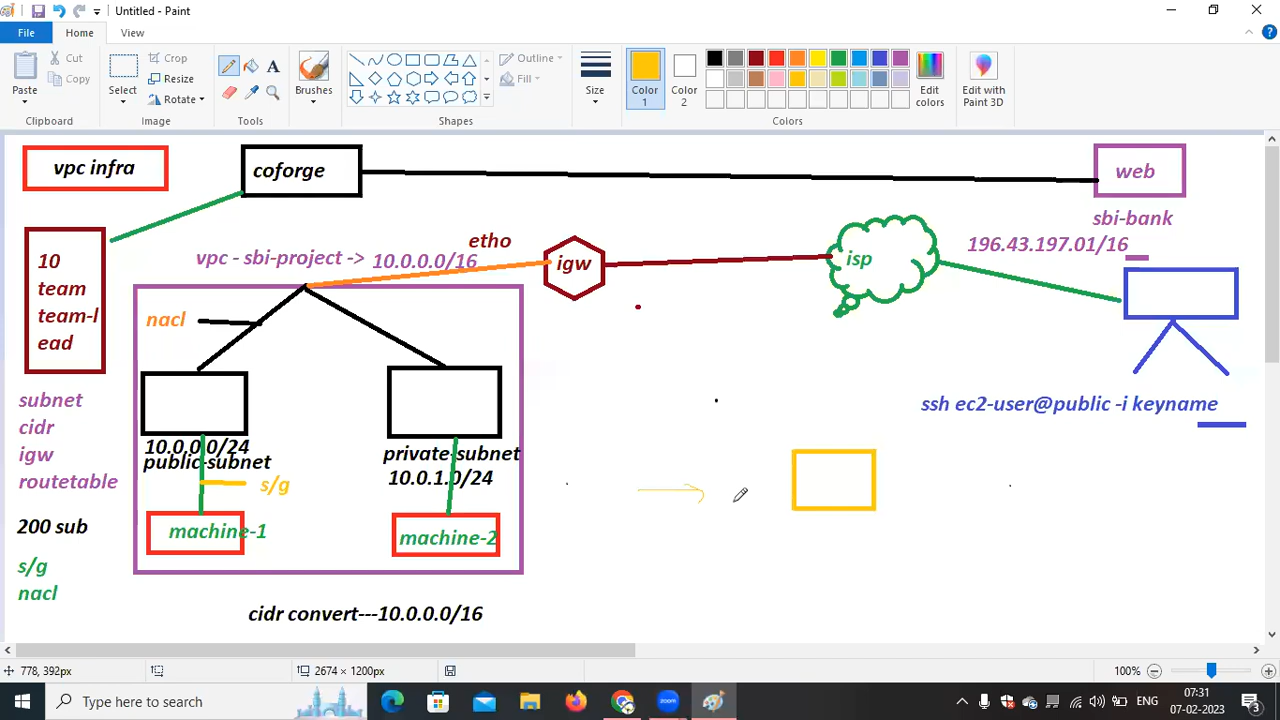 Untitled - Paint
File
Home
View
Paste
Cut
Copy
Clipboard
Select
Crop
Resize
Rotate
Image
A
Tools
Brushes
Outline
Fill
Shapes
Size
Color 1
Color 2
Edit colors
Edit with Paint 3D
Colors
vpc infra
coforge
web
sbi-bank
196.43.197.01/16
10
team
team-l
ead
vpc - sbi-project -> 10.0.0.0/16
etho
igw
isp
nacl
ssh ec2-user@public -i keyname
subnet
cidr
igw
routetable
10.0.0.0/24
public-subnet
private-subnet
10.0.1.0/24
s/g
200 sub
machine-1
machine-2
s/g
nacl
cidr convert---10.0.0.0/16
778, 392px
2674 × 1200px
100%
Type here to search
zoom
ENG
07:31
07-02-2023
3